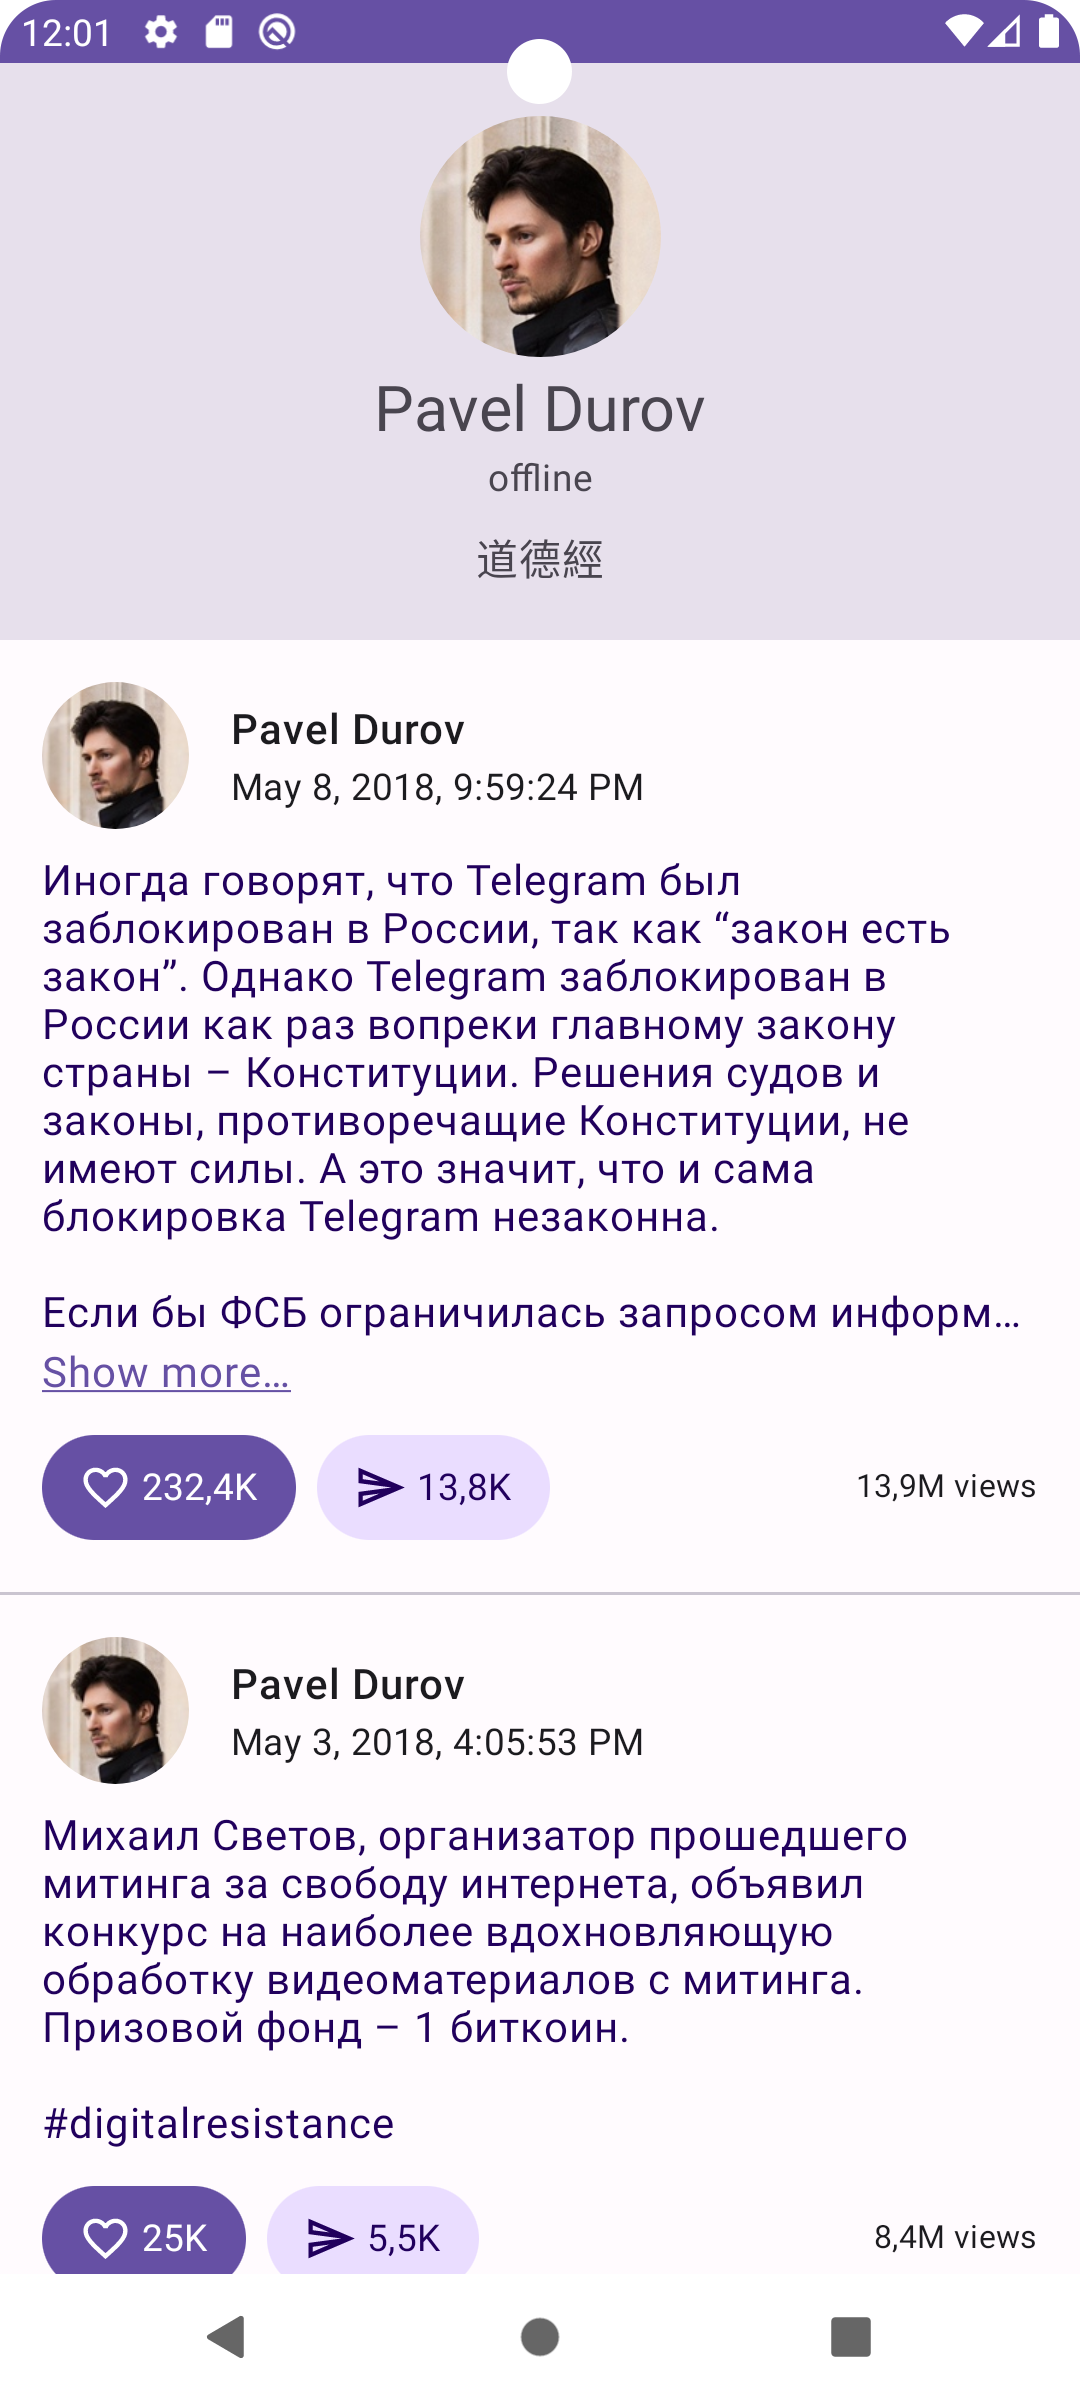 12:01
Pavel Durov
offline
道德經
Pavel Durov
May 8, 2018, 9:59:24 PM
Иногда говорят, что Telegram был
заблокирован в России, так как “закон есть
закон”. Однако Telegram заблокирован в
России как раз вопреки главному закону
страны – Конституции. Решения судов и
законы, противоречащие Конституции, не
имеют силы. А это значит, что и сама
блокировка Telegram незаконна.
Если бы ФСБ ограничилась запросом информ…
Show more…
232,4K 13,8K 13,9M views
Pavel Durov
May 3, 2018, 4:05:53 PM
Михаил Светов, организатор прошедшего
митинга за свободу интернета, объявил
конкурс на наиболее вдохновляющую
обработку видеоматериалов с митинга.
Призовой фонд – 1 биткоин.
#digitalresistance
25K 5,5K 8,4M views